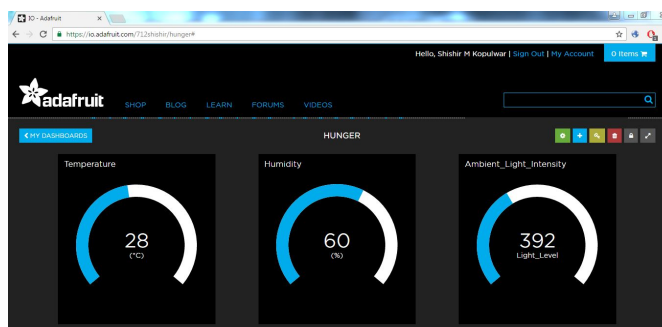 IO - Adafruit
https://io.adafruit.com/712shishir/hunger#
Hello, Shishir M Kopulwar | Sign Out | My Account 0 Items
adafruit SHOP BLOG LEARN FORUMS VIDEOS
MY DASHBOARDS HUNGER
Temperature Humidity Ambient_Light_Intensity
28 60 392
(°C) (%) Light_Level